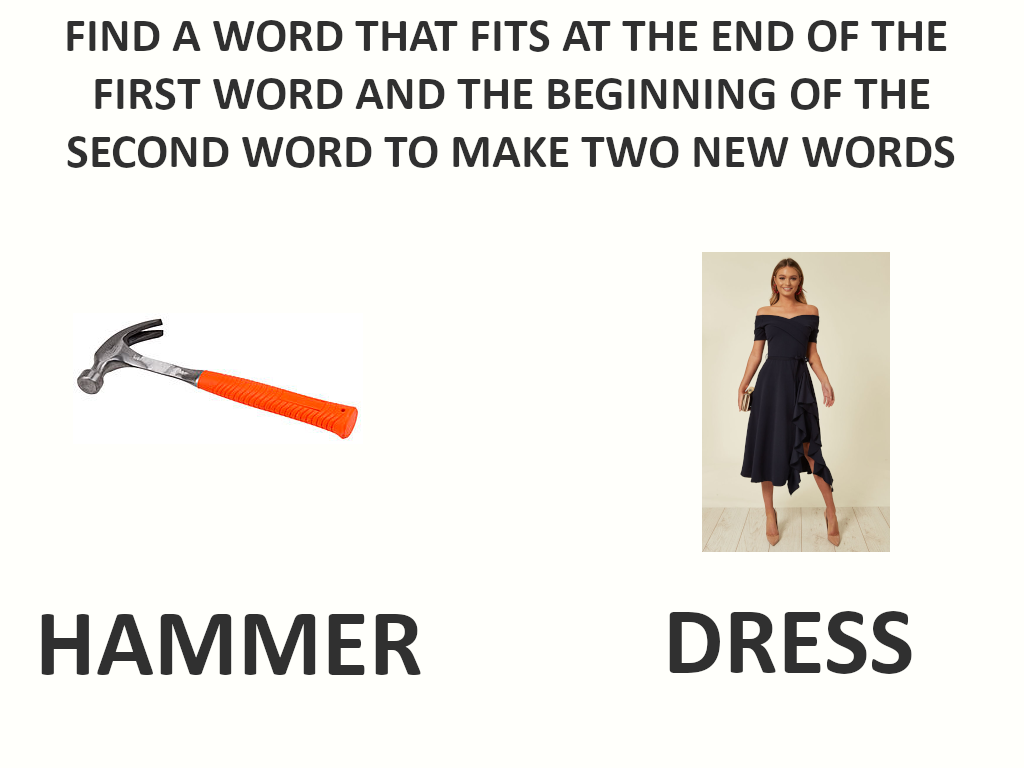 FIND A WORD THAT FITS AT THE END OF THE
FIRST WORD AND THE BEGINNING OF THE
SECOND WORD TO MAKE TWO NEW WORDS
HAMMER
DRESS